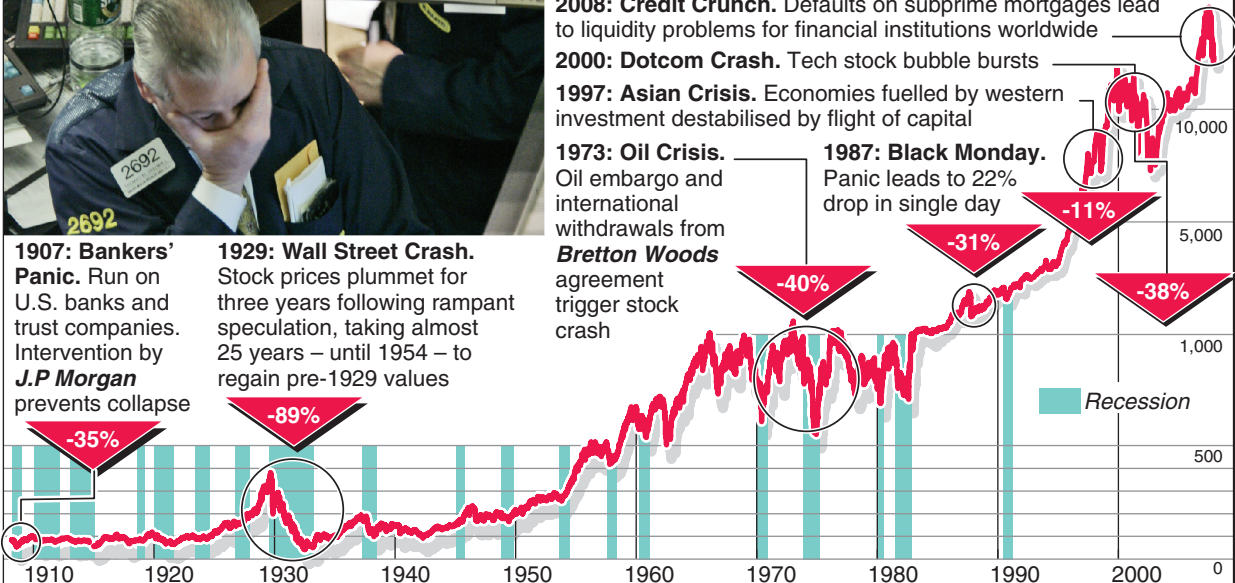 2008: Credit Crunch. Defaults on subprime mortgages lead
to liquidity problems for financial institutions worldwide
2000: Dotcom Crash. Tech stock bubble bursts
1997: Asian Crisis. Economies fuelled by western
investment destabilised by flight of capital
10,000
1973: Oil Crisis.
Oil embargo and
international
withdrawals from
Bretton Woods
agreement
trigger stock
crash
1987: Black Monday.
Panic leads to 22%
drop in single day
2692
2692
1907: Bankers'
Panic. Run on
U.S. banks and
trust companies.
Intervention by
J.P Morgan
prevents collapse
1929: Wall Street Crash.
Stock prices plummet for
three years following rampant
speculation, taking almost
25 years – until 1954 – to
regain pre-1929 values
-35%
-89%
-40%
-31%
-11%
-38%
5,000
1,000
Recession
500
0
1910 1920 1930 1940 1950 1960 1970 1980 1990 2000